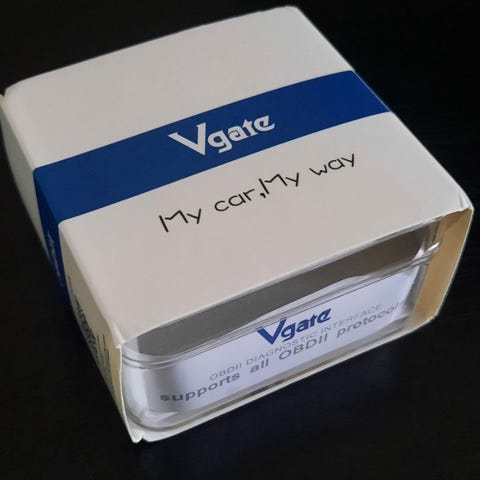 Vgate
My car,My way
Vgate
OBDII DIAGNOSTIC INTERFACE
supports all OBDII protocol